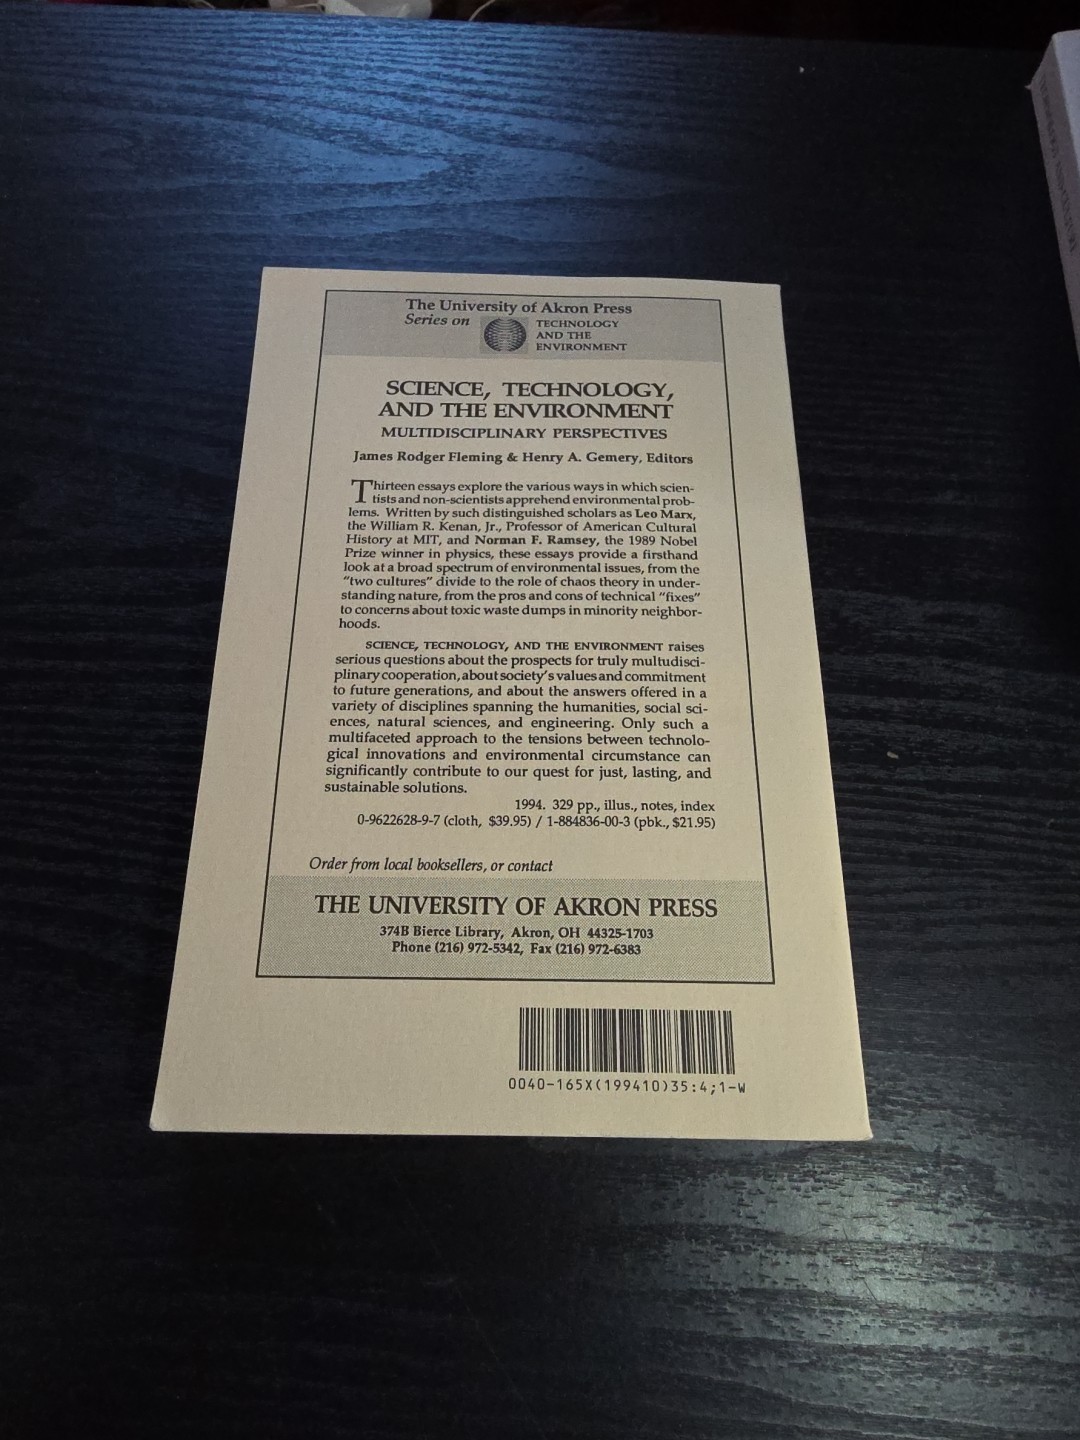 The University of Akron Press
Series on
TECHNOLOGY
AND THE
ENVIRONMENT
SCIENCE, TECHNOLOGY,
AND THE ENVIRONMENT
MULTIDISCIPLINARY PERSPECTIVES
James Rodger Fleming & Henry A. Gemery, Editors
Thirteen essays explore the various ways in which scien-
tists and non-scientists apprehend environmental prob-
lems. Written by such distinguished scholars as Leo Marx,
the William R. Kenan, Jr., Professor of American Cultural
History at MIT, and Norman F. Ramsey, the 1989 Nobel
Prize winner in physics, these essays provide a firsthand
look at a broad spectrum of environmental issues, from the
"two cultures" divide to the role of chaos theory in under-
standing nature, from the pros and cons of technical "fixes"
to concerns about toxic waste dumps in minority neighbor-
hoods.
SCIENCE, TECHNOLOGY, AND THE ENVIRONMENT raises
serious questions about the prospects for truly multudisci-
plinary cooperation, about society's values and commitment
to future generations, and about the answers offered in a
variety of disciplines spanning the humanities, social sci-
ences, natural sciences, and engineering. Only such a
multifaceted approach to the tensions between technolo-
gical innovations and environmental circumstance can
significantly contribute to our quest for just, lasting, and
sustainable solutions.
1994. 329 pp., illus., notes, index
0-9622628-9-7 (cloth, $39.95) / 1-884836-00-3 (pbk., $21.95)
Order from local booksellers, or contact
THE UNIVERSITY OF AKRON PRESS
374B Bierce Library, Akron, OH 44325-1703
Phone (216) 972-5342, Fax (216) 972-6383
0040-165X(199410)35:4;1-W